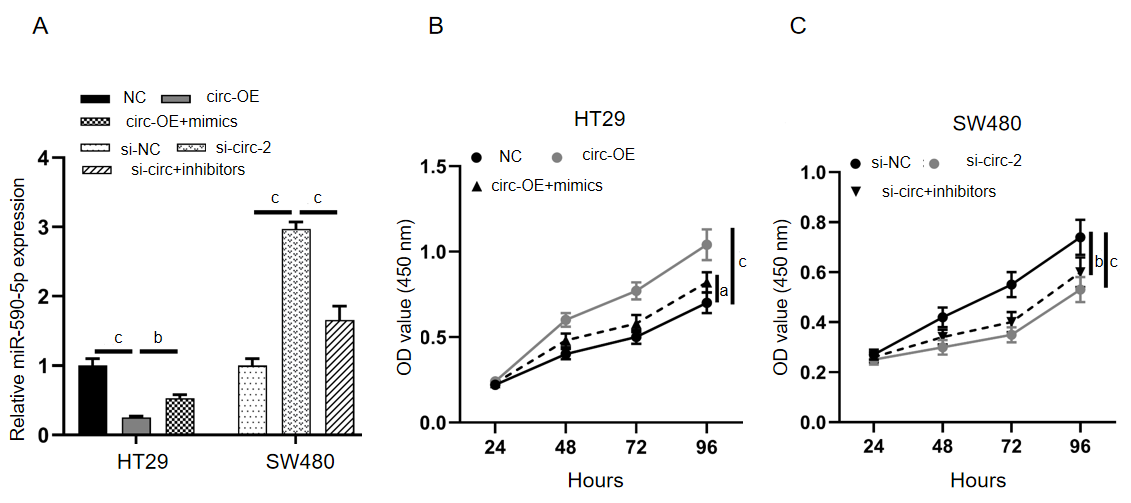 A
B
C
NC circ-OE
circ-OE+mimics
si-NC si-circ-2
si-circ+inhibitors
Relative miR-590-5p expression
4
3
2
1
0
c
b
c
c
HT29
SW480
HT29
NC circ-OE
circ-OE+mimics
OD value (450 nm)
1.5
1.0
0.5
0.0
a
c
24 48 72 96
Hours
SW480
si-NC : si-circ-2
si-circ+inhibitors
OD value (450 nm)
1.0
0.8
0.6
0.4
0.2
0.0
b
c
24 48 72 96
Hours